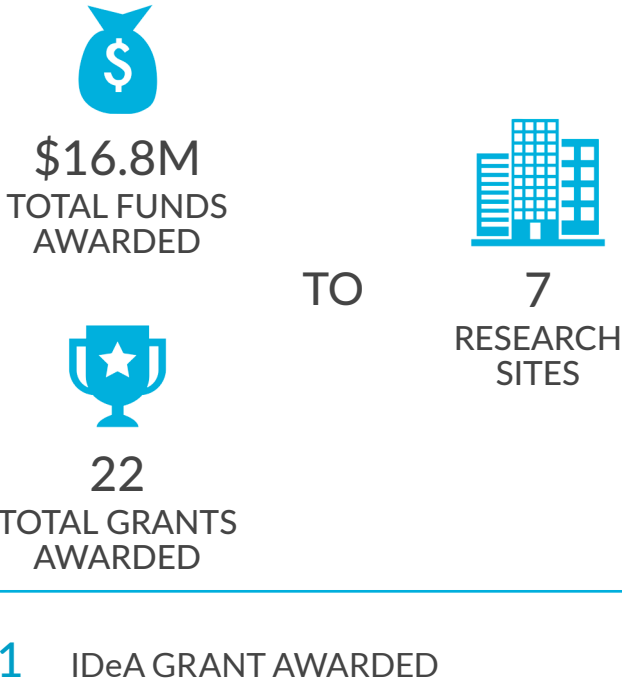 $
$16.8M
TOTAL FUNDS
AWARDED
TO
7
RESEARCH
SITES
22
TOTAL GRANTS
AWARDED
1 IDeA GRANT AWARDED